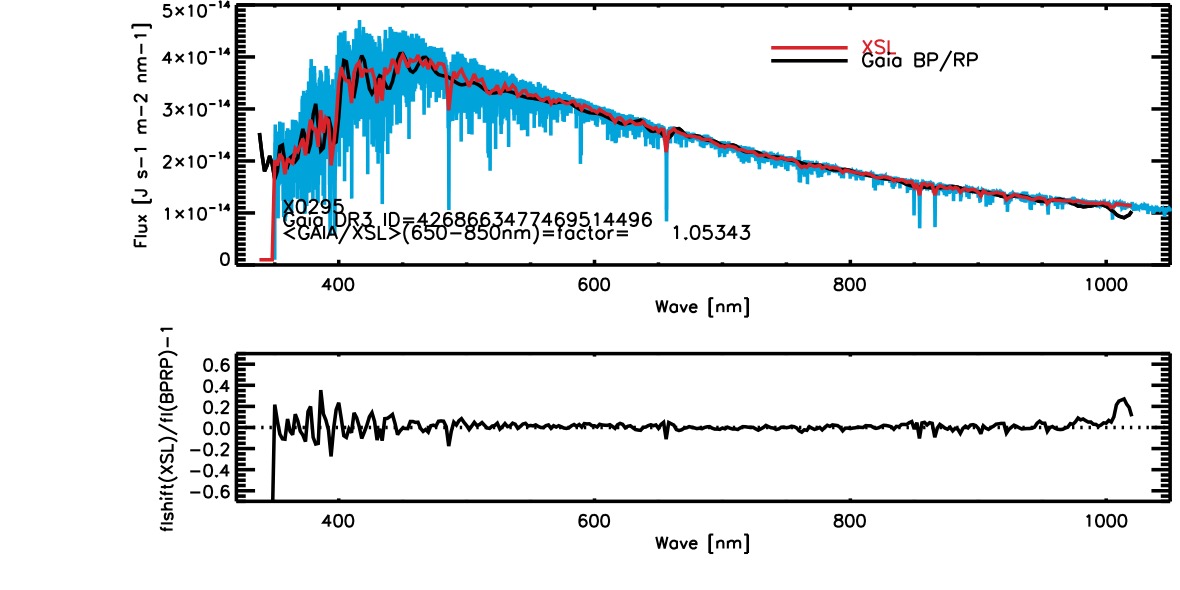 5×10⁻¹⁴
4×10⁻¹⁴
3×10⁻¹⁴
2×10⁻¹⁴
1×10⁻¹⁴
0
Flux [J s-1 m-2 nm-1]
XSL
Gaia BP/RP
X0295
Gaia DR3 ID=4268663477469514496
<GAIA/XSL>(650-850nm)=factor= 1.05343
400 600 800 1000
Wave [nm]
flshift(XSL)/fl(BPRP)-1
0.6
0.4
0.2
0.0
-0.2
-0.4
-0.6
400 600 800 1000
Wave [nm]